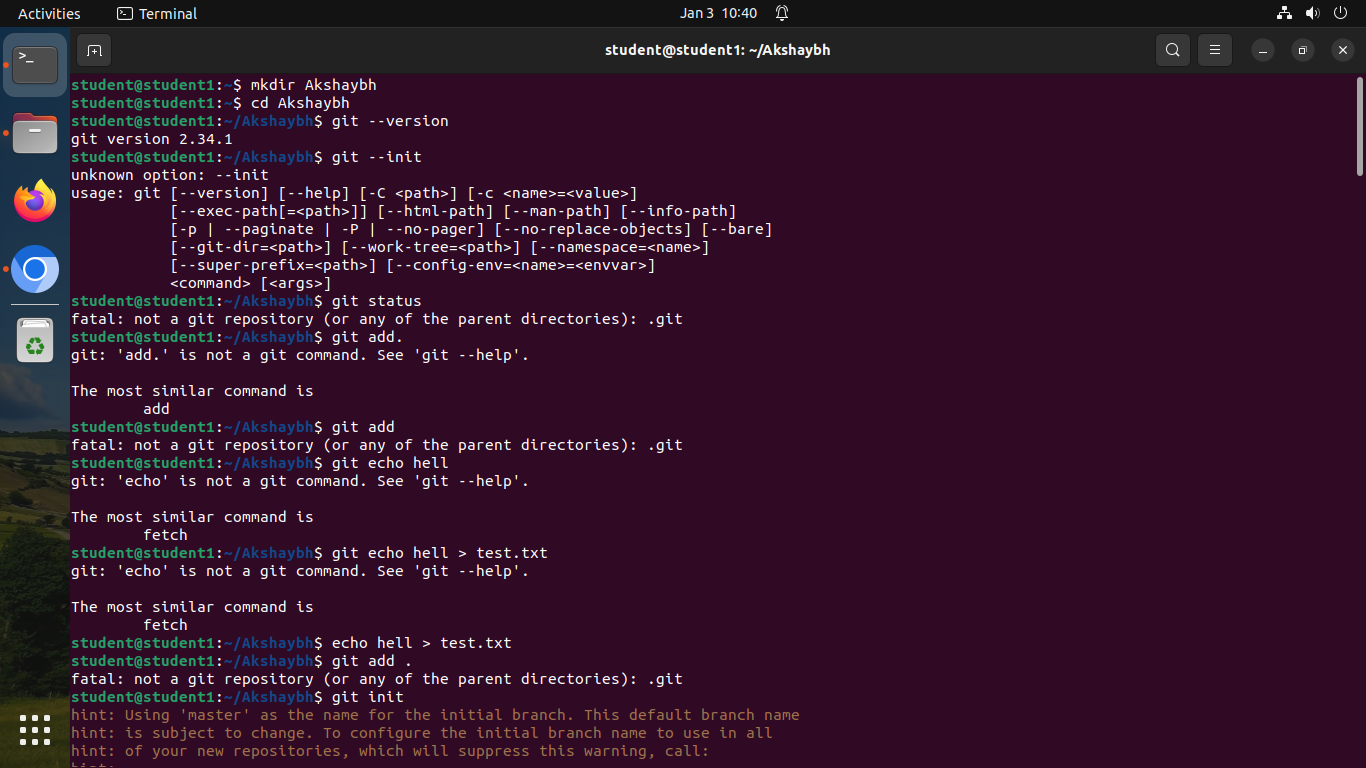 Activities Terminal Jan 3 10:40
student@student1: ~/Akshaybh
student@student1:~$ mkdir Akshaybh
student@student1:~$ cd Akshaybh
student@student1:~/Akshaybh$ git --version
git version 2.34.1
student@student1:~/Akshaybh$ git --init
unknown option: --init
usage: git [--version] [--help] [-C <path>] [-c <name>=<value>]
           [--exec-path[=<path>]] [--html-path] [--man-path] [--info-path]
           [-p | --paginate | -P | --no-pager] [--no-replace-objects] [--bare]
           [--git-dir=<path>] [--work-tree=<path>] [--namespace=<name>]
           [--super-prefix=<path>] [--config-env=<name>=<envvar>]
           <command> [<args>]
student@student1:~/Akshaybh$ git status
fatal: not a git repository (or any of the parent directories): .git
student@student1:~/Akshaybh$ git add.
git: 'add.' is not a git command. See 'git --help'.

The most similar command is
        add
student@student1:~/Akshaybh$ git add
fatal: not a git repository (or any of the parent directories): .git
student@student1:~/Akshaybh$ git echo hell
git: 'echo' is not a git command. See 'git --help'.

The most similar command is
        fetch
student@student1:~/Akshaybh$ git echo hell > test.txt
git: 'echo' is not a git command. See 'git --help'.

The most similar command is
        fetch
student@student1:~/Akshaybh$ echo hell > test.txt
student@student1:~/Akshaybh$ git add .
fatal: not a git repository (or any of the parent directories): .git
student@student1:~/Akshaybh$ git init
hint: Using 'master' as the name for the initial branch. This default branch name
hint: is subject to change. To configure the initial branch name to use in all
hint: of your new repositories, which will suppress this warning, call:
hint: